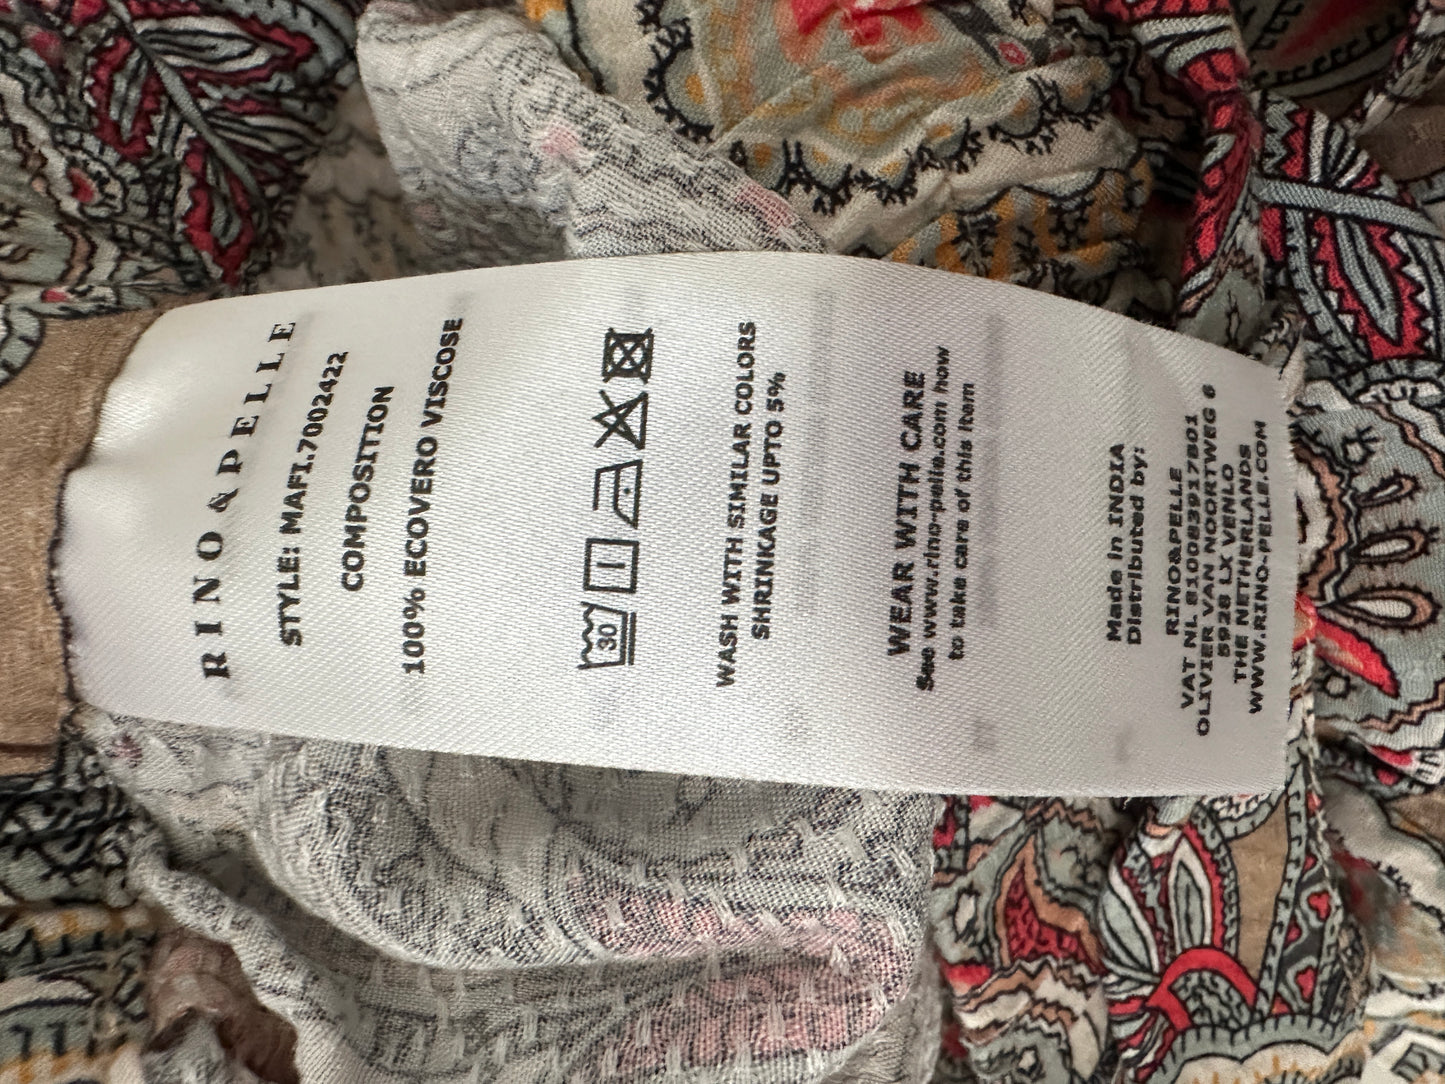 RINO&PELLE
STYLE: MAFI.7002422
COMPOSITION
100% ECOVERO VISCOSE
30
WASH WITH SIMILAR COLORS
SHRINKAGE UPTO 5%
WEAR WITH CARE
See www.rino-pelle.com how
to take care of this item
Made in INDIA
Distributed by:
RINO&PELLE
VAT NL 810083917B01
OLIVIER VAN NOORTWEG 6
5928 LX VENLO
THE NETHERLANDS
WWW.RINO-PELLE.COM